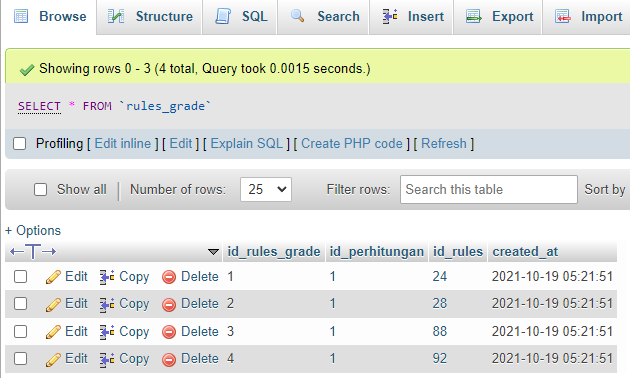 Browse Structure SQL Search Insert Export Import
Showing rows 0 - 3 (4 total, Query took 0.0015 seconds.)
SELECT * FROM `rules_grade`
Profiling [ Edit inline ] [ Edit ] [ Explain SQL ] [ Create PHP code ] [ Refresh ]
Show all Number of rows: 25 Filter rows: Search this table Sort by
+ Options
id_rules_grade id_perhitungan id_rules created_at
Edit Copy Delete 1 1 24 2021-10-19 05:21:51
Edit Copy Delete 2 1 28 2021-10-19 05:21:51
Edit Copy Delete 3 1 88 2021-10-19 05:21:51
Edit Copy Delete 4 1 92 2021-10-19 05:21:51